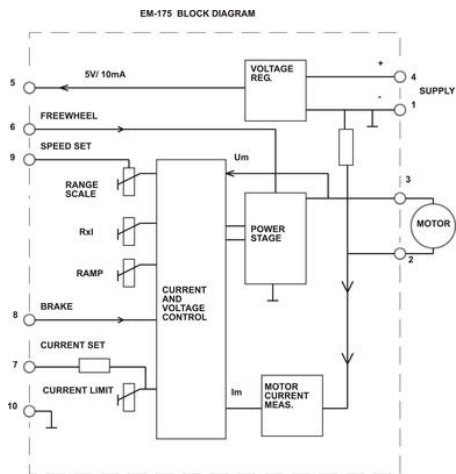 EM-175 BLOCK DIAGRAM
5V/ 10mA
VOLTAGE
REG.
+
-
5
4
1
SUPPLY
6
FREEWHEEL
9
SPEED SET
RANGE
SCALE
Um
3
MOTOR
2
RxI
POWER
STAGE
RAMP
CURRENT
AND
VOLTAGE
CONTROL
8
BRAKE
CURRENT SET
7
CURRENT LIMIT
Im
MOTOR
CURRENT
MEAS.
10